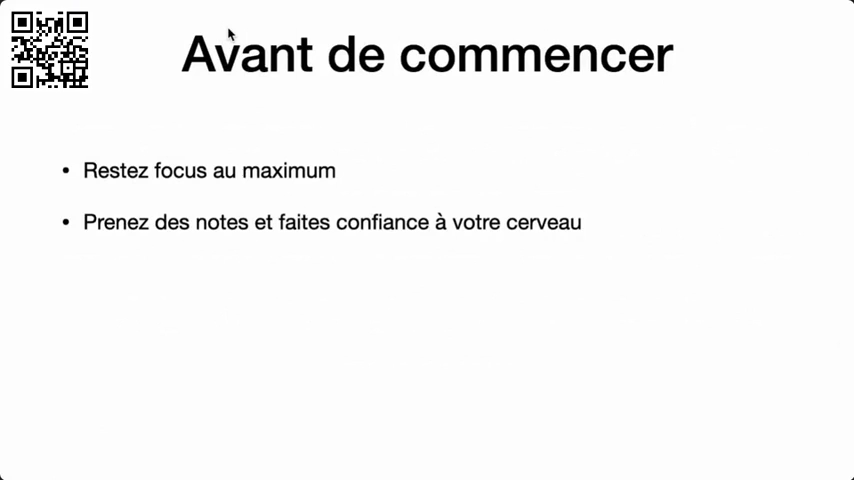 Avant de commencer
• Restez focus au maximum
• Prenez des notes et faites confiance à votre cerveau